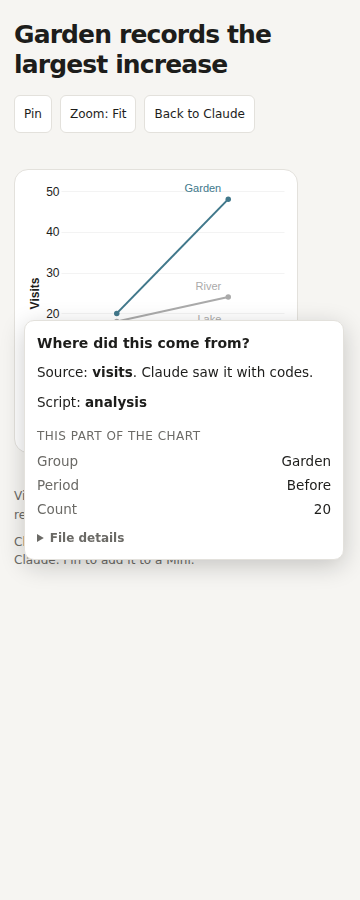 Garden records the
largest increase
Pin
Zoom: Fit
Back to Claude
Garden
50
40
30
20
Visits
River
Lake
Where did this come from?
Source: visits. Claude saw it with codes.
Script: analysis
THIS PART OF THE CHART
Group Garden
Period Before
Count 20
File details
Claude. Pin to add it to a Mini.